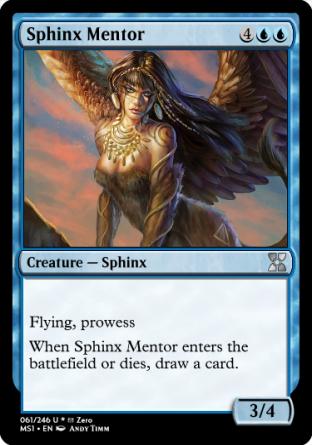 Sphinx Mentor 4
Creature — Sphinx
Flying, prowess
When Sphinx Mentor enters the
battlefield or dies, draw a card.
3/4
061/246 U * Zero
MS1 • EN Andy Timm